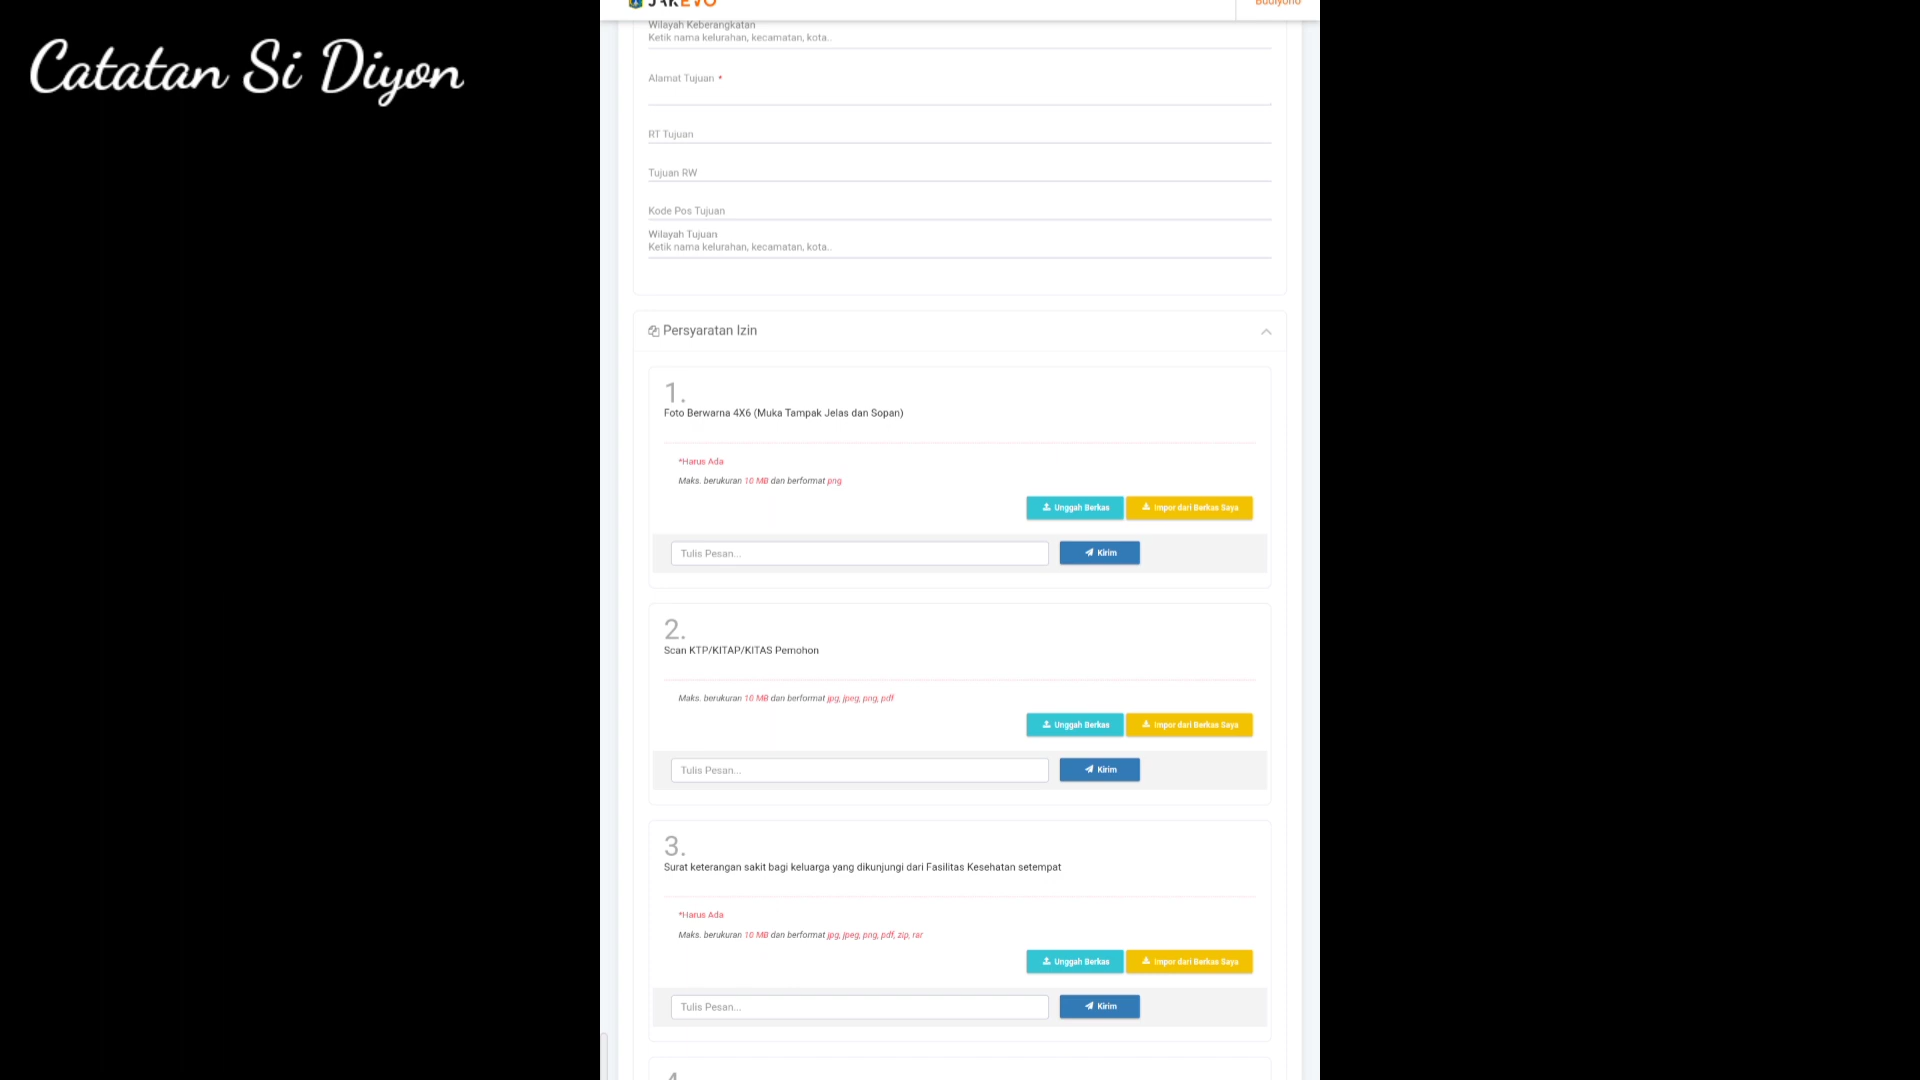 Catatan Si Diyon
JAKEVO
Budiyono
Wilayah Keberangkatan
Ketik nama kelurahan, kecamatan, kota..
Alamat Tujuan *
RT Tujuan
Tujuan RW
Kode Pos Tujuan
Wilayah Tujuan
Ketik nama kelurahan, kecamatan, kota..
Persyaratan Izin
1.
Foto Berwarna 4X6 (Muka Tampak Jelas dan Sopan)
*Harus Ada
Maks. berukuran 10 MB dan berformat png
Unggah Berkas Impor dari Berkas Saya
Tulis Pesan... Kirim
2.
Scan KTP/KITAP/KITAS Pemohon
Maks. berukuran 10 MB dan berformat jpg, jpeg, png, pdf
Unggah Berkas Impor dari Berkas Saya
Tulis Pesan... Kirim
3.
Surat keterangan sakit bagi keluarga yang dikunjungi dari Fasilitas Kesehatan setempat
*Harus Ada
Maks. berukuran 10 MB dan berformat jpg, jpeg, png, pdf, zip, rar
Unggah Berkas Impor dari Berkas Saya
Tulis Pesan... Kirim
4